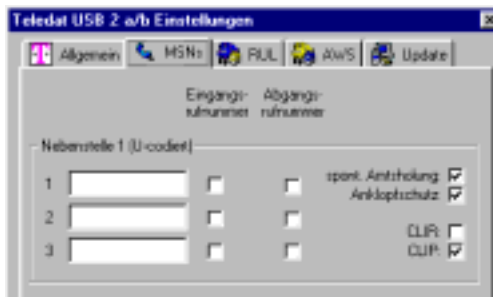 Teledat USB 2 a/b Einstellungen
Allgemein MSNs RUL AWS Update
Eingangs- Abgangs-
rufnummer rufnummer
Nebenstelle 1 (U-codiert)
1 spont. Amtsholung:
Anklopfschutz:
2
CLIR:
3 CLIP: